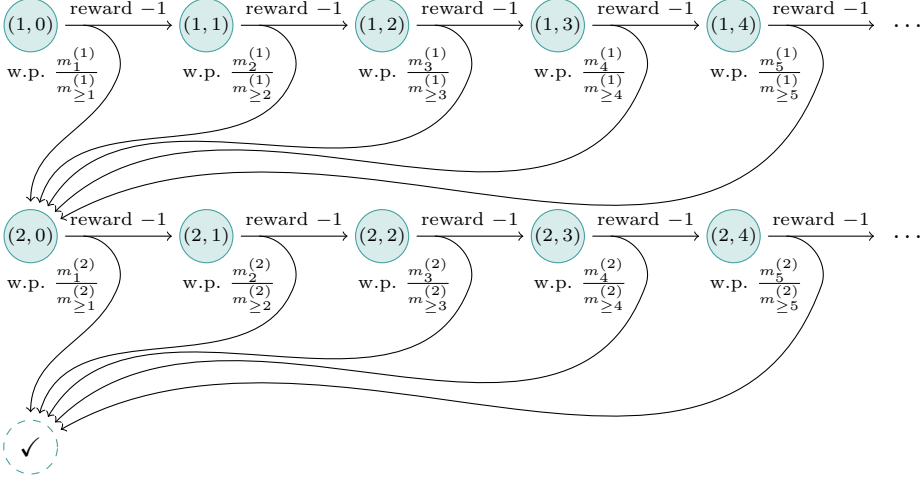 reward −1 reward −1 reward −1 reward −1 reward −1
(1, 0) (1, 1) (1, 2) (1, 3) (1, 4) ···
w.p. m_1^{(1)}/m_{≥1}^{(1)} w.p. m_2^{(1)}/m_{≥2}^{(1)} w.p. m_3^{(1)}/m_{≥3}^{(1)} w.p. m_4^{(1)}/m_{≥4}^{(1)} w.p. m_5^{(1)}/m_{≥5}^{(1)}
reward −1 reward −1 reward −1 reward −1 reward −1
(2, 0) (2, 1) (2, 2) (2, 3) (2, 4) ···
w.p. m_1^{(2)}/m_{≥1}^{(2)} w.p. m_2^{(2)}/m_{≥2}^{(2)} w.p. m_3^{(2)}/m_{≥3}^{(2)} w.p. m_4^{(2)}/m_{≥4}^{(2)} w.p. m_5^{(2)}/m_{≥5}^{(2)}
✓